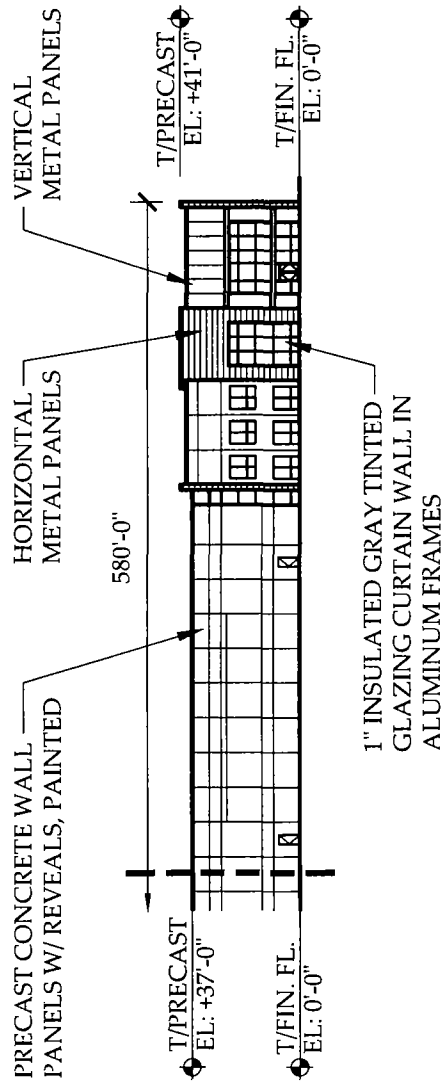 PRECAST CONCRETE WALL
PANELS W/ REVEALS, PAINTED
HORIZONTAL
METAL PANELS
VERTICAL
METAL PANELS
580'-0"
T/PRECAST
EL: +37'-0"
T/PRECAST
EL: +41'-0"
T/FIN. FL.
EL: 0'-0"
T/FIN. FL.
EL: 0'-0"
1" INSULATED GRAY TINTED
GLAZING CURTAIN WALL IN
ALUMINUM FRAMES